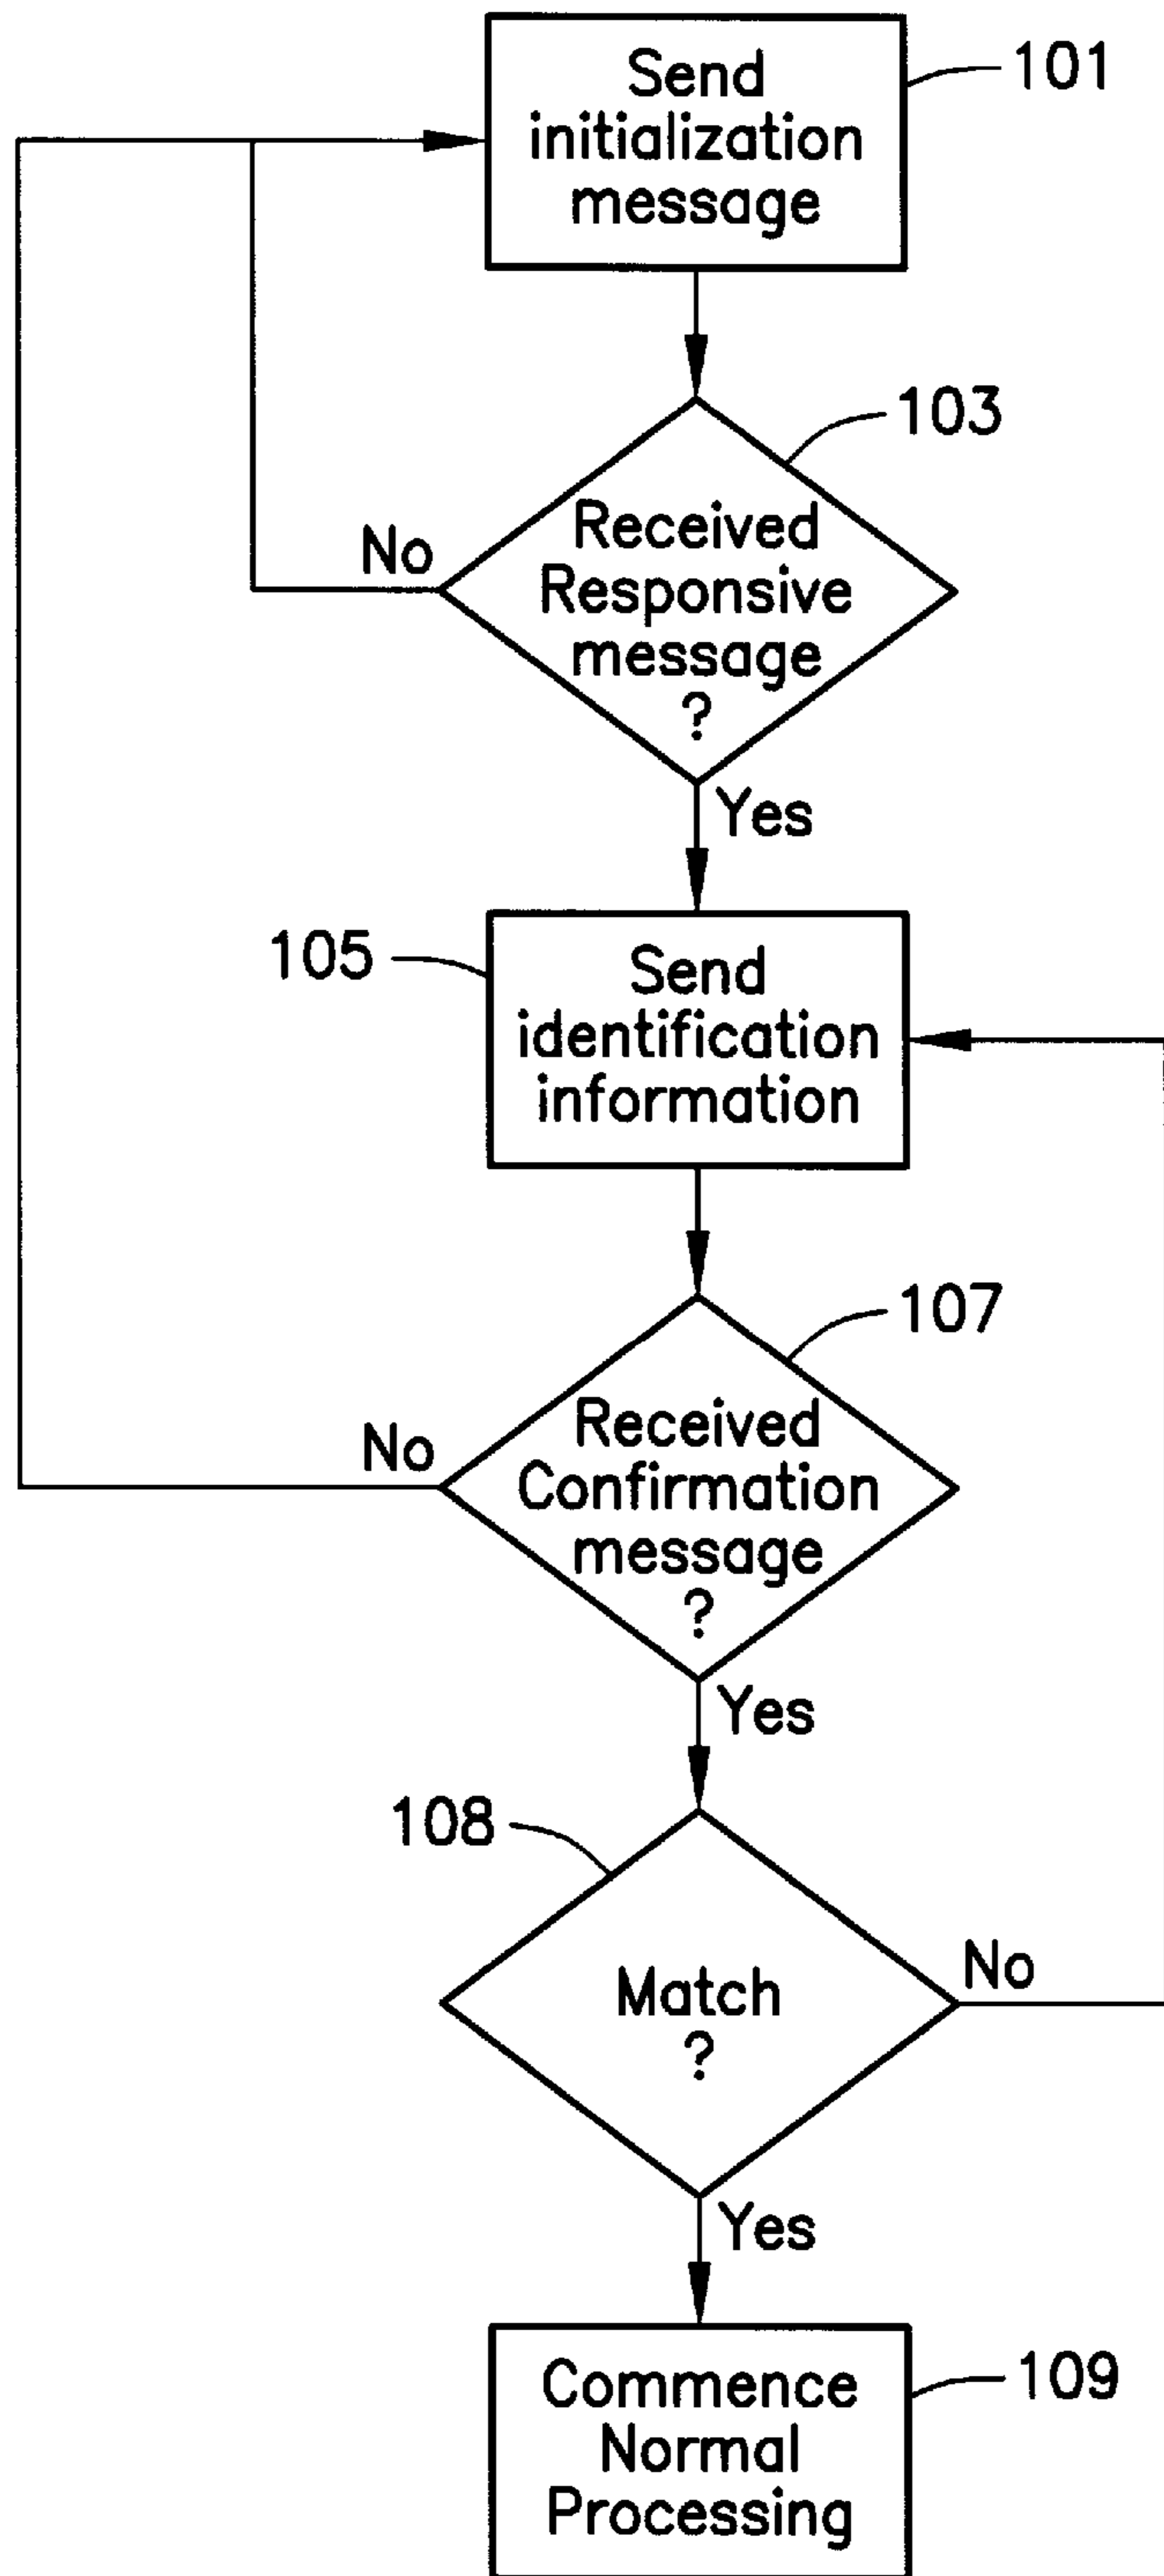 Send
initialization
message
101
103
Received
Responsive
message
?
No
Yes
105
Send
identification
information
107
Received
Confirmation
message
?
No
Yes
108
Match
?
No
Yes
Commence
Normal
Processing
109